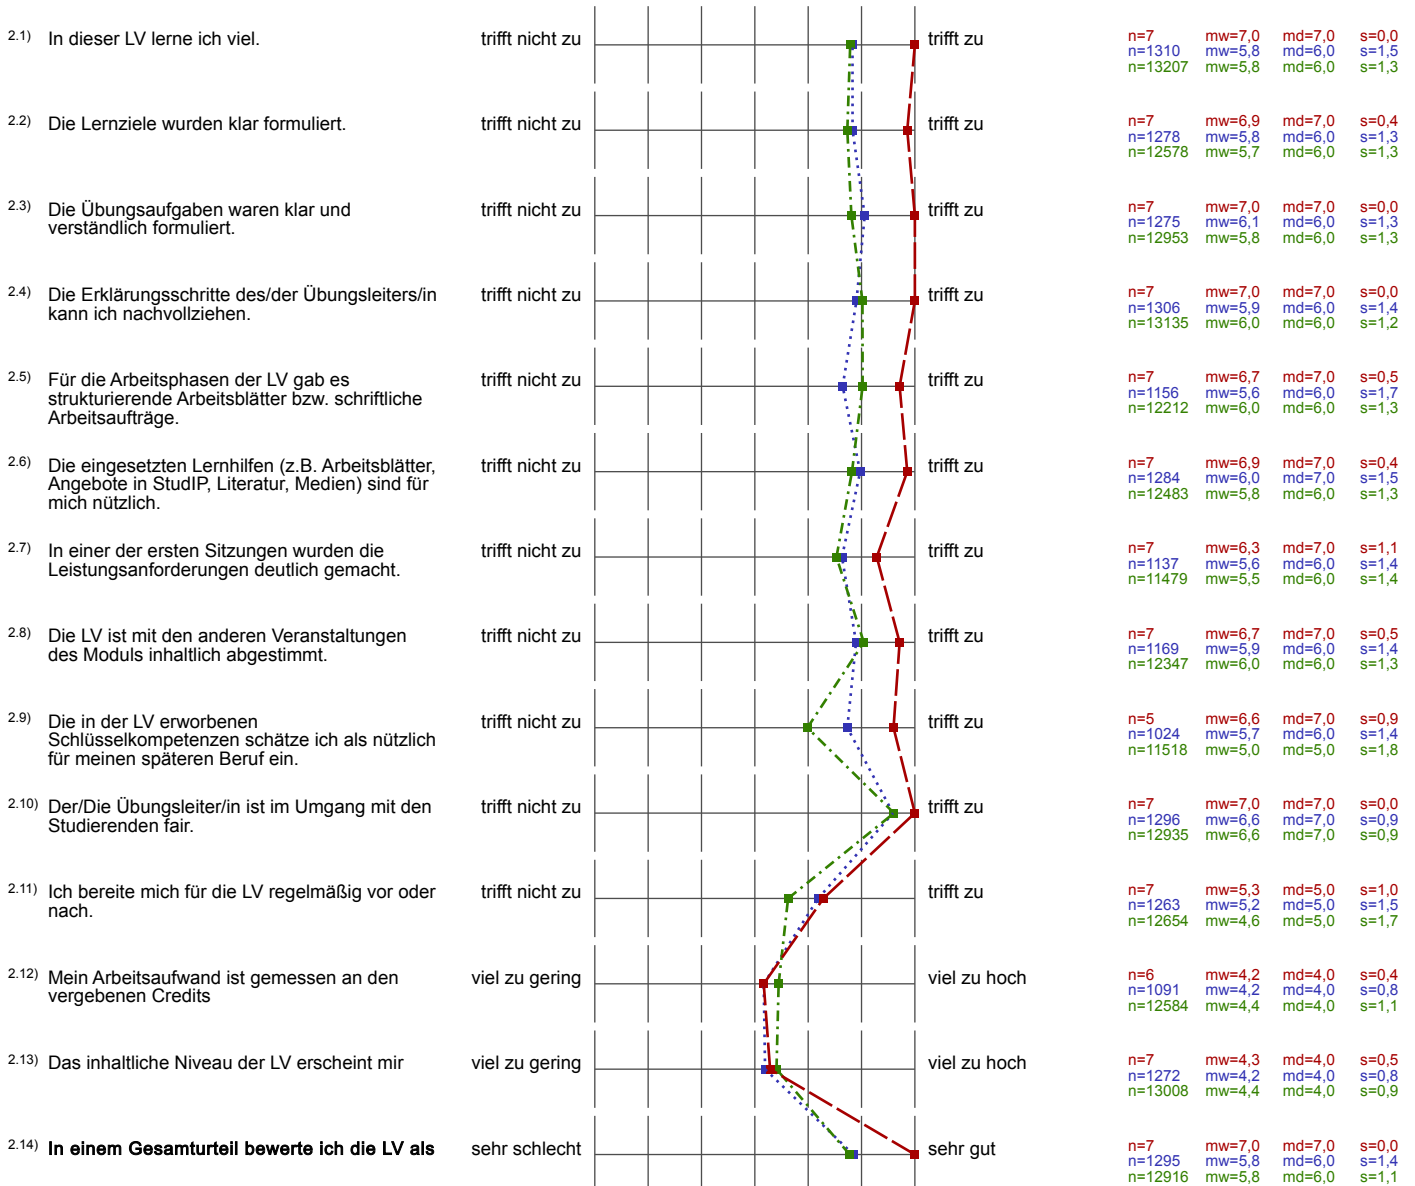 2.1) In dieser LV lerne ich viel. trifft nicht zu trifft zu n=7 mw=7,0 md=7,0 s=0,0
n=1310 mw=5,8 md=6,0 s=1,5
n=13207 mw=5,8 md=6,0 s=1,3
2.2) Die Lernziele wurden klar formuliert. trifft nicht zu trifft zu n=7 mw=6,9 md=7,0 s=0,4
n=1278 mw=5,8 md=6,0 s=1,3
n=12578 mw=5,7 md=6,0 s=1,3
2.3) Die Übungsaufgaben waren klar und trifft nicht zu trifft zu n=7 mw=7,0 md=7,0 s=0,0
verständlich formuliert. n=1275 mw=6,1 md=6,0 s=1,3
n=12953 mw=5,8 md=6,0 s=1,3
2.4) Die Erklärungsschritte des/der Übungsleiters/in trifft nicht zu trifft zu n=7 mw=7,0 md=7,0 s=0,0
kann ich nachvollziehen. n=1306 mw=5,9 md=6,0 s=1,4
n=13135 mw=6,0 md=6,0 s=1,2
2.5) Für die Arbeitsphasen der LV gab es trifft nicht zu trifft zu n=7 mw=6,7 md=7,0 s=0,5
strukturierende Arbeitsblätter bzw. schriftliche n=1156 mw=5,6 md=6,0 s=1,7
Arbeitsaufträge. n=12212 mw=6,0 md=6,0 s=1,3
2.6) Die eingesetzten Lernhilfen (z.B. Arbeitsblätter, trifft nicht zu trifft zu n=7 mw=6,9 md=7,0 s=0,4
Angebote in StudIP, Literatur, Medien) sind für n=1284 mw=6,0 md=7,0 s=1,5
mich nützlich. n=12483 mw=5,8 md=6,0 s=1,3
2.7) In einer der ersten Sitzungen wurden die trifft nicht zu trifft zu n=7 mw=6,3 md=7,0 s=1,1
Leistungsanforderungen deutlich gemacht. n=1137 mw=5,6 md=6,0 s=1,4
n=11479 mw=5,5 md=6,0 s=1,4
2.8) Die LV ist mit den anderen Veranstaltungen trifft nicht zu trifft zu n=7 mw=6,7 md=7,0 s=0,5
des Moduls inhaltlich abgestimmt. n=1169 mw=5,9 md=6,0 s=1,4
n=12347 mw=6,0 md=6,0 s=1,3
2.9) Die in der LV erworbenen trifft nicht zu trifft zu n=5 mw=6,6 md=7,0 s=0,9
Schlüsselkompetenzen schätze ich als nützlich n=1024 mw=5,7 md=6,0 s=1,4
für meinen späteren Beruf ein. n=11518 mw=5,0 md=5,0 s=1,8
2.10) Der/Die Übungsleiter/in ist im Umgang mit den trifft nicht zu trifft zu n=7 mw=7,0 md=7,0 s=0,0
Studierenden fair. n=1296 mw=6,6 md=7,0 s=0,9
n=12935 mw=6,6 md=7,0 s=0,9
2.11) Ich bereite mich für die LV regelmäßig vor oder trifft nicht zu trifft zu n=7 mw=5,3 md=5,0 s=1,0
nach. n=1263 mw=5,2 md=5,0 s=1,5
n=12654 mw=4,6 md=5,0 s=1,7
2.12) Mein Arbeitsaufwand ist gemessen an den viel zu gering viel zu hoch n=6 mw=4,2 md=4,0 s=0,4
vergebenen Credits n=1091 mw=4,2 md=4,0 s=0,8
n=12584 mw=4,4 md=4,0 s=1,1
2.13) Das inhaltliche Niveau der LV erscheint mir viel zu gering viel zu hoch n=7 mw=4,3 md=4,0 s=0,5
n=1272 mw=4,2 md=4,0 s=0,8
n=13008 mw=4,4 md=4,0 s=0,9
2.14) In einem Gesamturteil bewerte ich die LV als sehr schlecht sehr gut n=7 mw=7,0 md=7,0 s=0,0
n=1295 mw=5,8 md=6,0 s=1,4
n=12916 mw=5,8 md=6,0 s=1,1